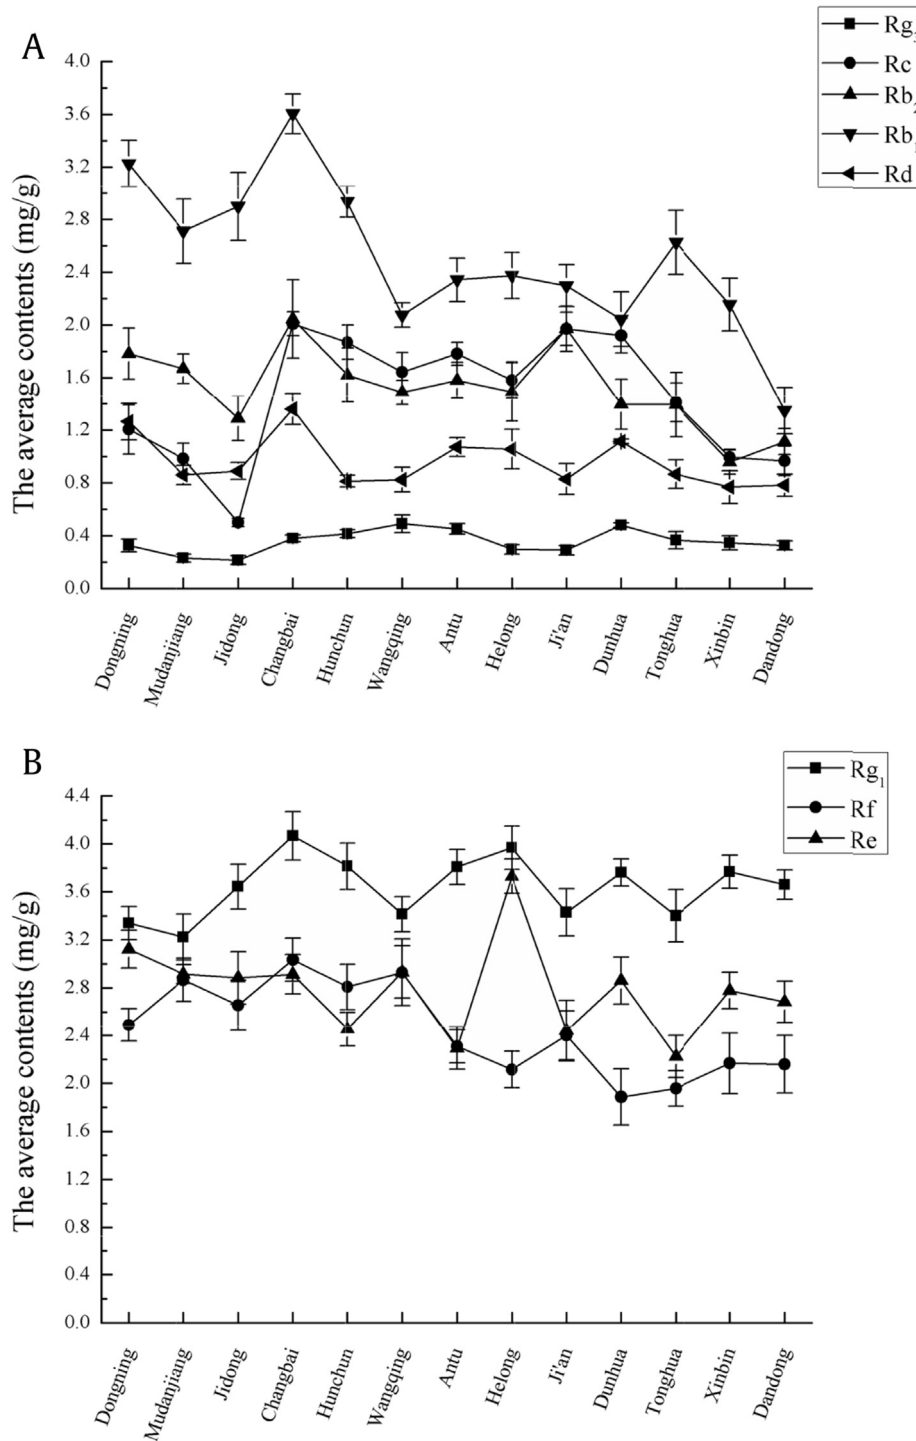 A
Rg₃
Rc
Rb₂
Rb₁
Rd
The average contents (mg/g)
4.0
3.6
3.2
2.8
2.4
2.0
1.6
1.2
0.8
0.4
0.0
Dongning
Mudanjiang
Jidong
Changbai
Hunchun
Wangqing
Antu
Helong
Ji'an
Dunhua
Tonghua
Xinbin
Dandong
B
Rg₁
Rf
Re
The average contents (mg/g)
4.4
4.0
3.6
3.2
2.8
2.4
2.0
1.6
1.2
0.8
0.4
0.0
Dongning
Mudanjiang
Jidong
Changbai
Hunchun
Wangqing
Antu
Helong
Ji'an
Dunhua
Tonghua
Xinbin
Dandong